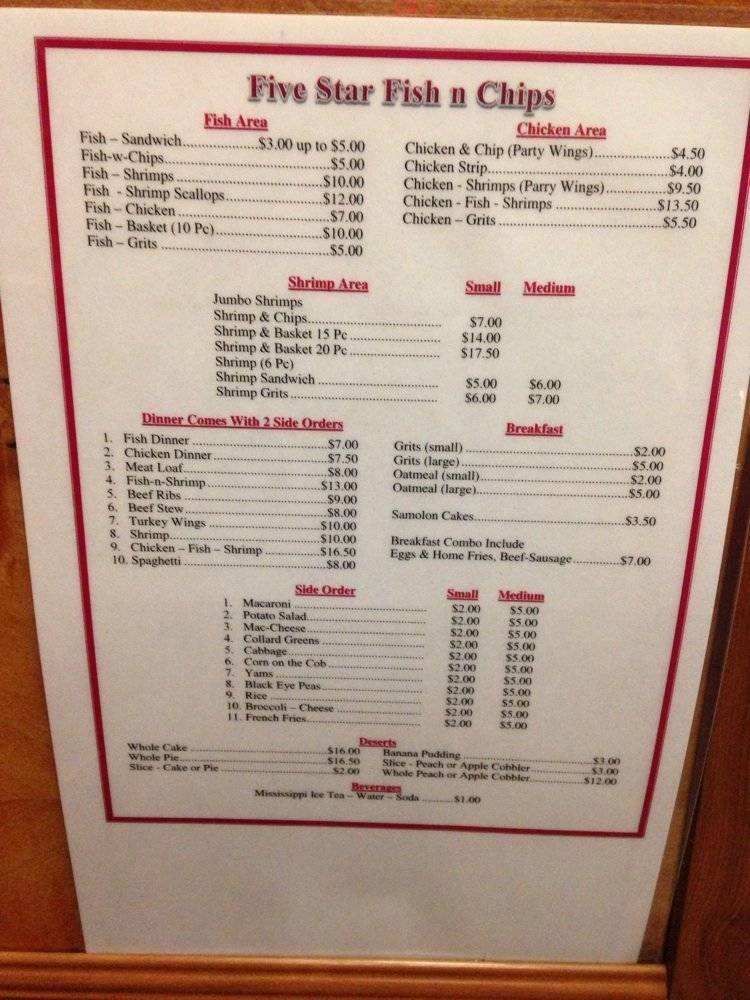 Five Star Fish n Chips
Fish Area
Fish – Sandwich..................$3.00 up to $5.00
Fish-w-Chips........................................$5.00
Fish – Shrimps.....................................$10.00
Fish - Shrimp Scallops.........................$12.00
Fish – Chicken .....................................$7.00
Fish – Basket (10 Pc)...........................$10.00
Fish – Grits ..........................................$5.00
Chicken Area
Chicken & Chip (Party Wings)...................$4.50
Chicken Strip..............................................$4.00
Chicken - Shrimps (Parry Wings)...............$9.50
Chicken - Fish - Shrimps ..........................$13.50
Chicken – Grits ..........................................$5.50
Shrimp Area Small Medium
Jumbo Shrimps
Shrimp & Chips.................................... $7.00
Shrimp & Basket 15 Pc ........................ $14.00
Shrimp & Basket 20 Pc ........................ $17.50
Shrimp (6 Pc)
Shrimp Sandwich ................................ $5.00 $6.00
Shrimp Grits........................................ $6.00 $7.00
Dinner Comes With 2 Side Orders
1. Fish Dinner .....................................$7.00
2. Chicken Dinner...............................$7.50
3. Meat Loaf.......................................$8.00
4. Fish-n-Shrimp................................$13.00
5. Beef Ribs .......................................$9.00
6. Beef Stew.......................................$8.00
7. Turkey Wings ................................$10.00
8. Shrimp............................................$10.00
9. Chicken – Fish – Shrimp ...............$16.50
10. Spaghetti .......................................$8.00
Breakfast
Grits (small) ..............................................$2.00
Grits (large)...............................................$5.00
Oatmeal (small)..........................................$2.00
Oatmeal (large)..........................................$5.00
Samolon Cakes..........................................$3.50
Breakfast Combo Include
Eggs & Home Fries, Beef-Sausage.............$7.00
Side Order Small Medium
1. Macaroni ........................................ $2.00 $5.00
2. Potato Salad.................................... $2.00 $5.00
3. Mac-Cheese.................................... $2.00 $5.00
4. Collard Greens ............................... $2.00 $5.00
5. Cabbage.......................................... $2.00 $5.00
6. Corn on the Cob............................. $2.00 $5.00
7. Yams .............................................. $2.00 $5.00
8. Black Eye Peas............................... $2.00 $5.00
9. Rice ................................................ $2.00 $5.00
10. Broccoli – Cheese .......................... $2.00 $5.00
11. French Fries.................................... $2.00 $5.00
Deserts
Whole Cake ........................................$16.00
Whole Pie............................................$16.50
Slice - Cake or Pie ...............................$2.00
Banana Pudding ......................................$3.00
Slice - Peach or Apple Cobbler................$3.00
Whole Peach or Apple Cobbler................$12.00
Beverages
Mississippi Ice Tea – Water – Soda ..........$1.00